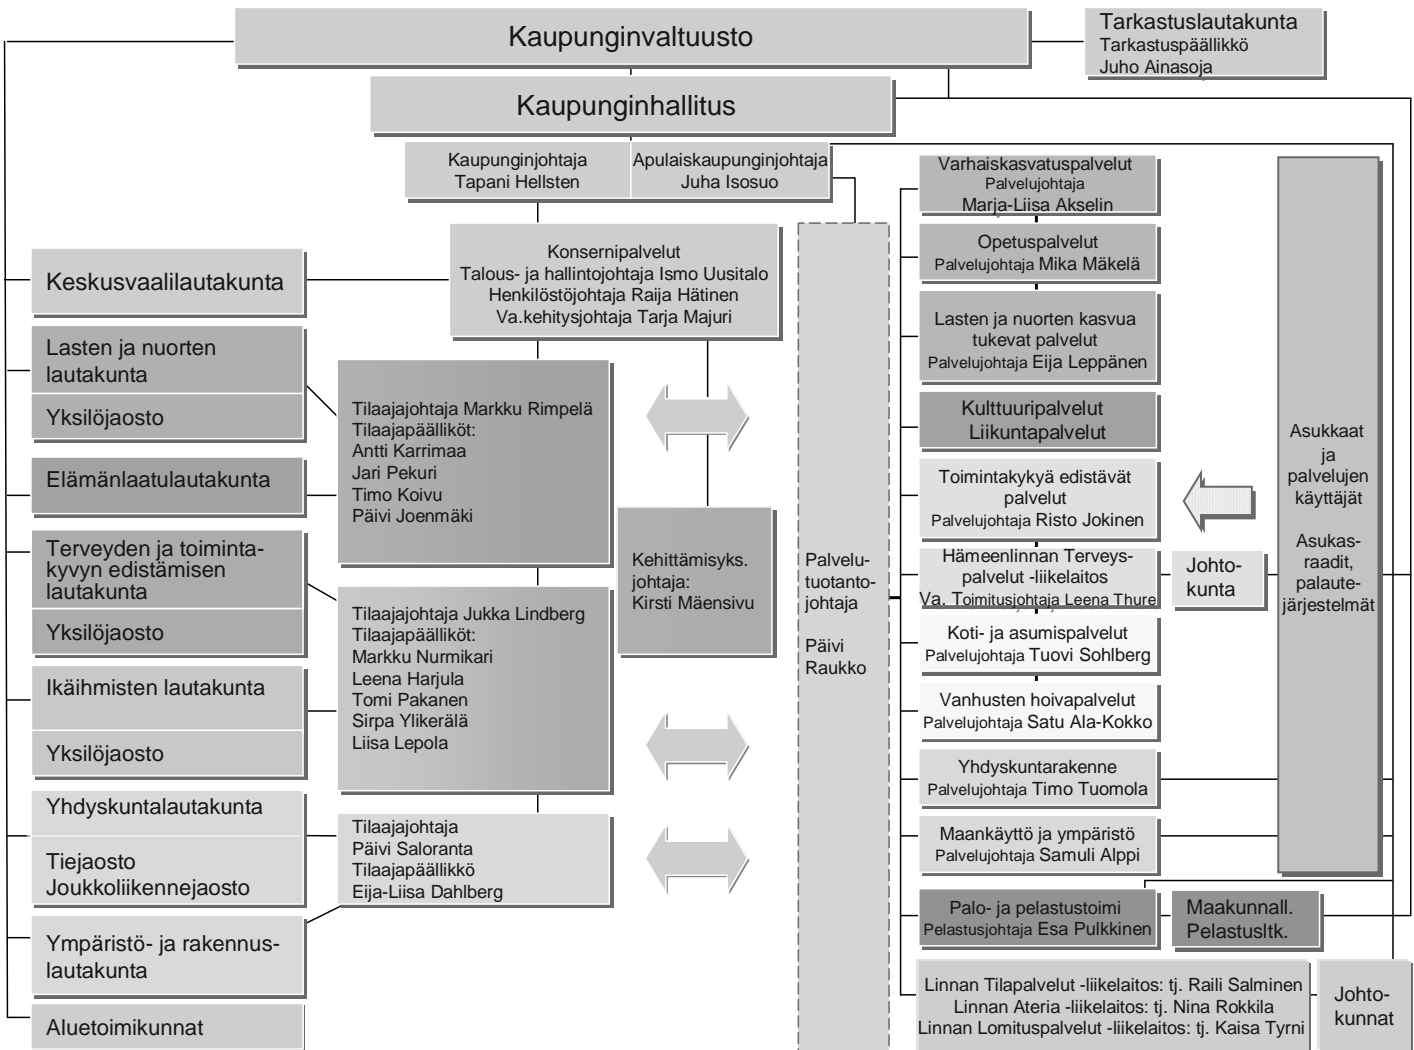 Kaupunginvaltuusto
Tarkastuslautakunta
Tarkastuspäällikkö
Juho Ainasoja
Kaupunginhallitus
Kaupunginjohtaja
Tapani Hellsten
Apulaiskaupunginjohtaja
Juha Isosuo
Konsernipalvelut
Talous- ja hallintojohtaja Ismo Uusitalo
Henkilöstöjohtaja Raija Hätinen
Va.kehitysjohtaja Tarja Majuri
Keskusvaalilautakunta
Lasten ja nuorten
lautakunta
Yksilöjaosto
Elämänlaatulautakunta
Terveyden ja toiminta-
kyvyn edistämisen
lautakunta
Yksilöjaosto
Ikäihmisten lautakunta
Yksilöjaosto
Yhdyskuntalautakunta
Tiejaosto
Joukkoliikennejaosto
Ympäristö- ja rakennus-
lautakunta
Aluetoimikunnat
Tilaajajohtaja Markku Rimpelä
Tilaajapäälliköt:
Antti Karrimaa
Jari Pekuri
Timo Koivu
Päivi Joenmäki
Tilaajajohtaja Jukka Lindberg
Tilaajapäälliköt:
Markku Nurmikari
Leena Harjula
Tomi Pakanen
Sirpa Ylikerälä
Liisa Lepola
Tilaajajohtaja
Päivi Saloranta
Tilaajapäällikkö
Eija-Liisa Dahlberg
Kehittämisyks.
johtaja:
Kirsti Mäensivu
Palvelu-
tuotanto-
johtaja
Päivi
Raukko
Varhaiskasvatuspalvelut
Palvelujohtaja
Marja-Liisa Akselin
Opetuspalvelut
Palvelujohtaja Mika Mäkelä
Lasten ja nuorten kasvua
tukevat palvelut
Palvelujohtaja Eija Leppänen
Kulttuuripalvelut
Liikuntapalvelut
Toimintakykyä edistävät
palvelut
Palvelujohtaja Risto Jokinen
Hämeenlinnan Terveys-
palvelut -liikelaitos
Va. Toimitusjohtaja Leena Thure
Johto-
kunta
Koti- ja asumispalvelut
Palvelujohtaja Tuovi Sohlberg
Vanhusten hoivapalvelut
Palvelujohtaja Satu Ala-Kokko
Yhdyskuntarakenne
Palvelujohtaja Timo Tuomola
Maankäyttö ja ympäristö
Palvelujohtaja Samuli Alppi
Palo- ja pelastustoimi
Pelastusjohtaja Esa Pulkkinen
Maakunnall.
Pelastusltk.
Linnan Tilapalvelut -liikelaitos: tj. Raili Salminen
Linnan Ateria -liikelaitos: tj. Nina Rokkila
Linnan Lomituspalvelut -liikelaitos: tj. Kaisa Tyrni
Johto-
kunnat
Asukkaat
ja
palvelujen
käyttäjät
Asukas-
raadit,
palaute-
järjestelmät